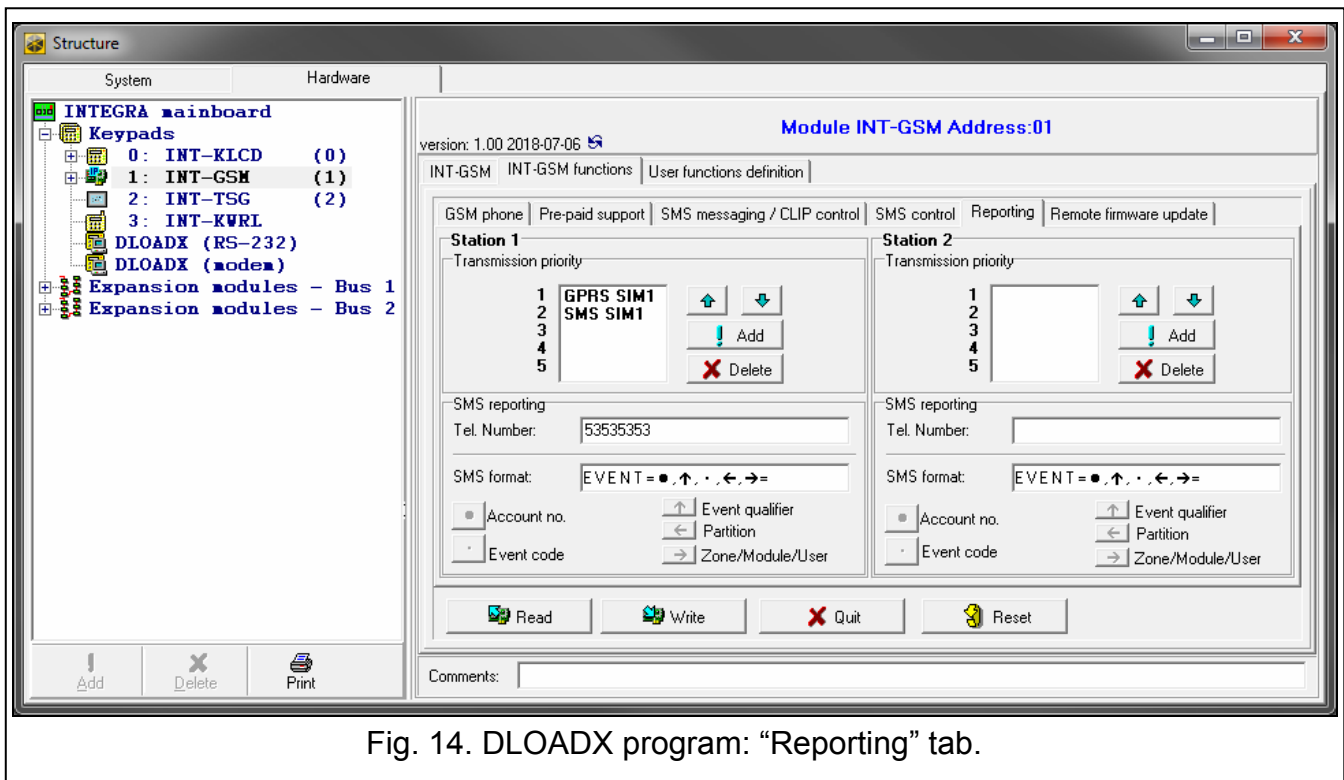 Structure
System Hardware
INTEGRA mainboard
Keypads
0: INT-KLCD (0)
1: INT-GSM (1)
2: INT-TSG (2)
3: INT-KWRL
DLOADX (RS-232)
DLOADX (modem)
Expansion modules - Bus 1
Expansion modules - Bus 2
Add Delete Print
Module INT-GSM Address:01
version: 1.00 2018-07-06
INT-GSM INT-GSM functions User functions definition
GSM phone Pre-paid support SMS messaging / CLIP control SMS control Reporting Remote firmware update
Station 1
Transmission priority
1 GPRS SIM1
2 SMS SIM1
3
4
5
Add
Delete
SMS reporting
Tel. Number: 53535353
SMS format: EVENT=●,↑,·,←,→=
Account no.
Event code
Event qualifier
Partition
Zone/Module/User
Station 2
Transmission priority
1
2
3
4
5
Add
Delete
SMS reporting
Tel. Number:
SMS format: EVENT=●,↑,·,←,→=
Account no.
Event code
Event qualifier
Partition
Zone/Module/User
Read Write Quit Reset
Comments:
Fig. 14. DLOADX program: “Reporting” tab.